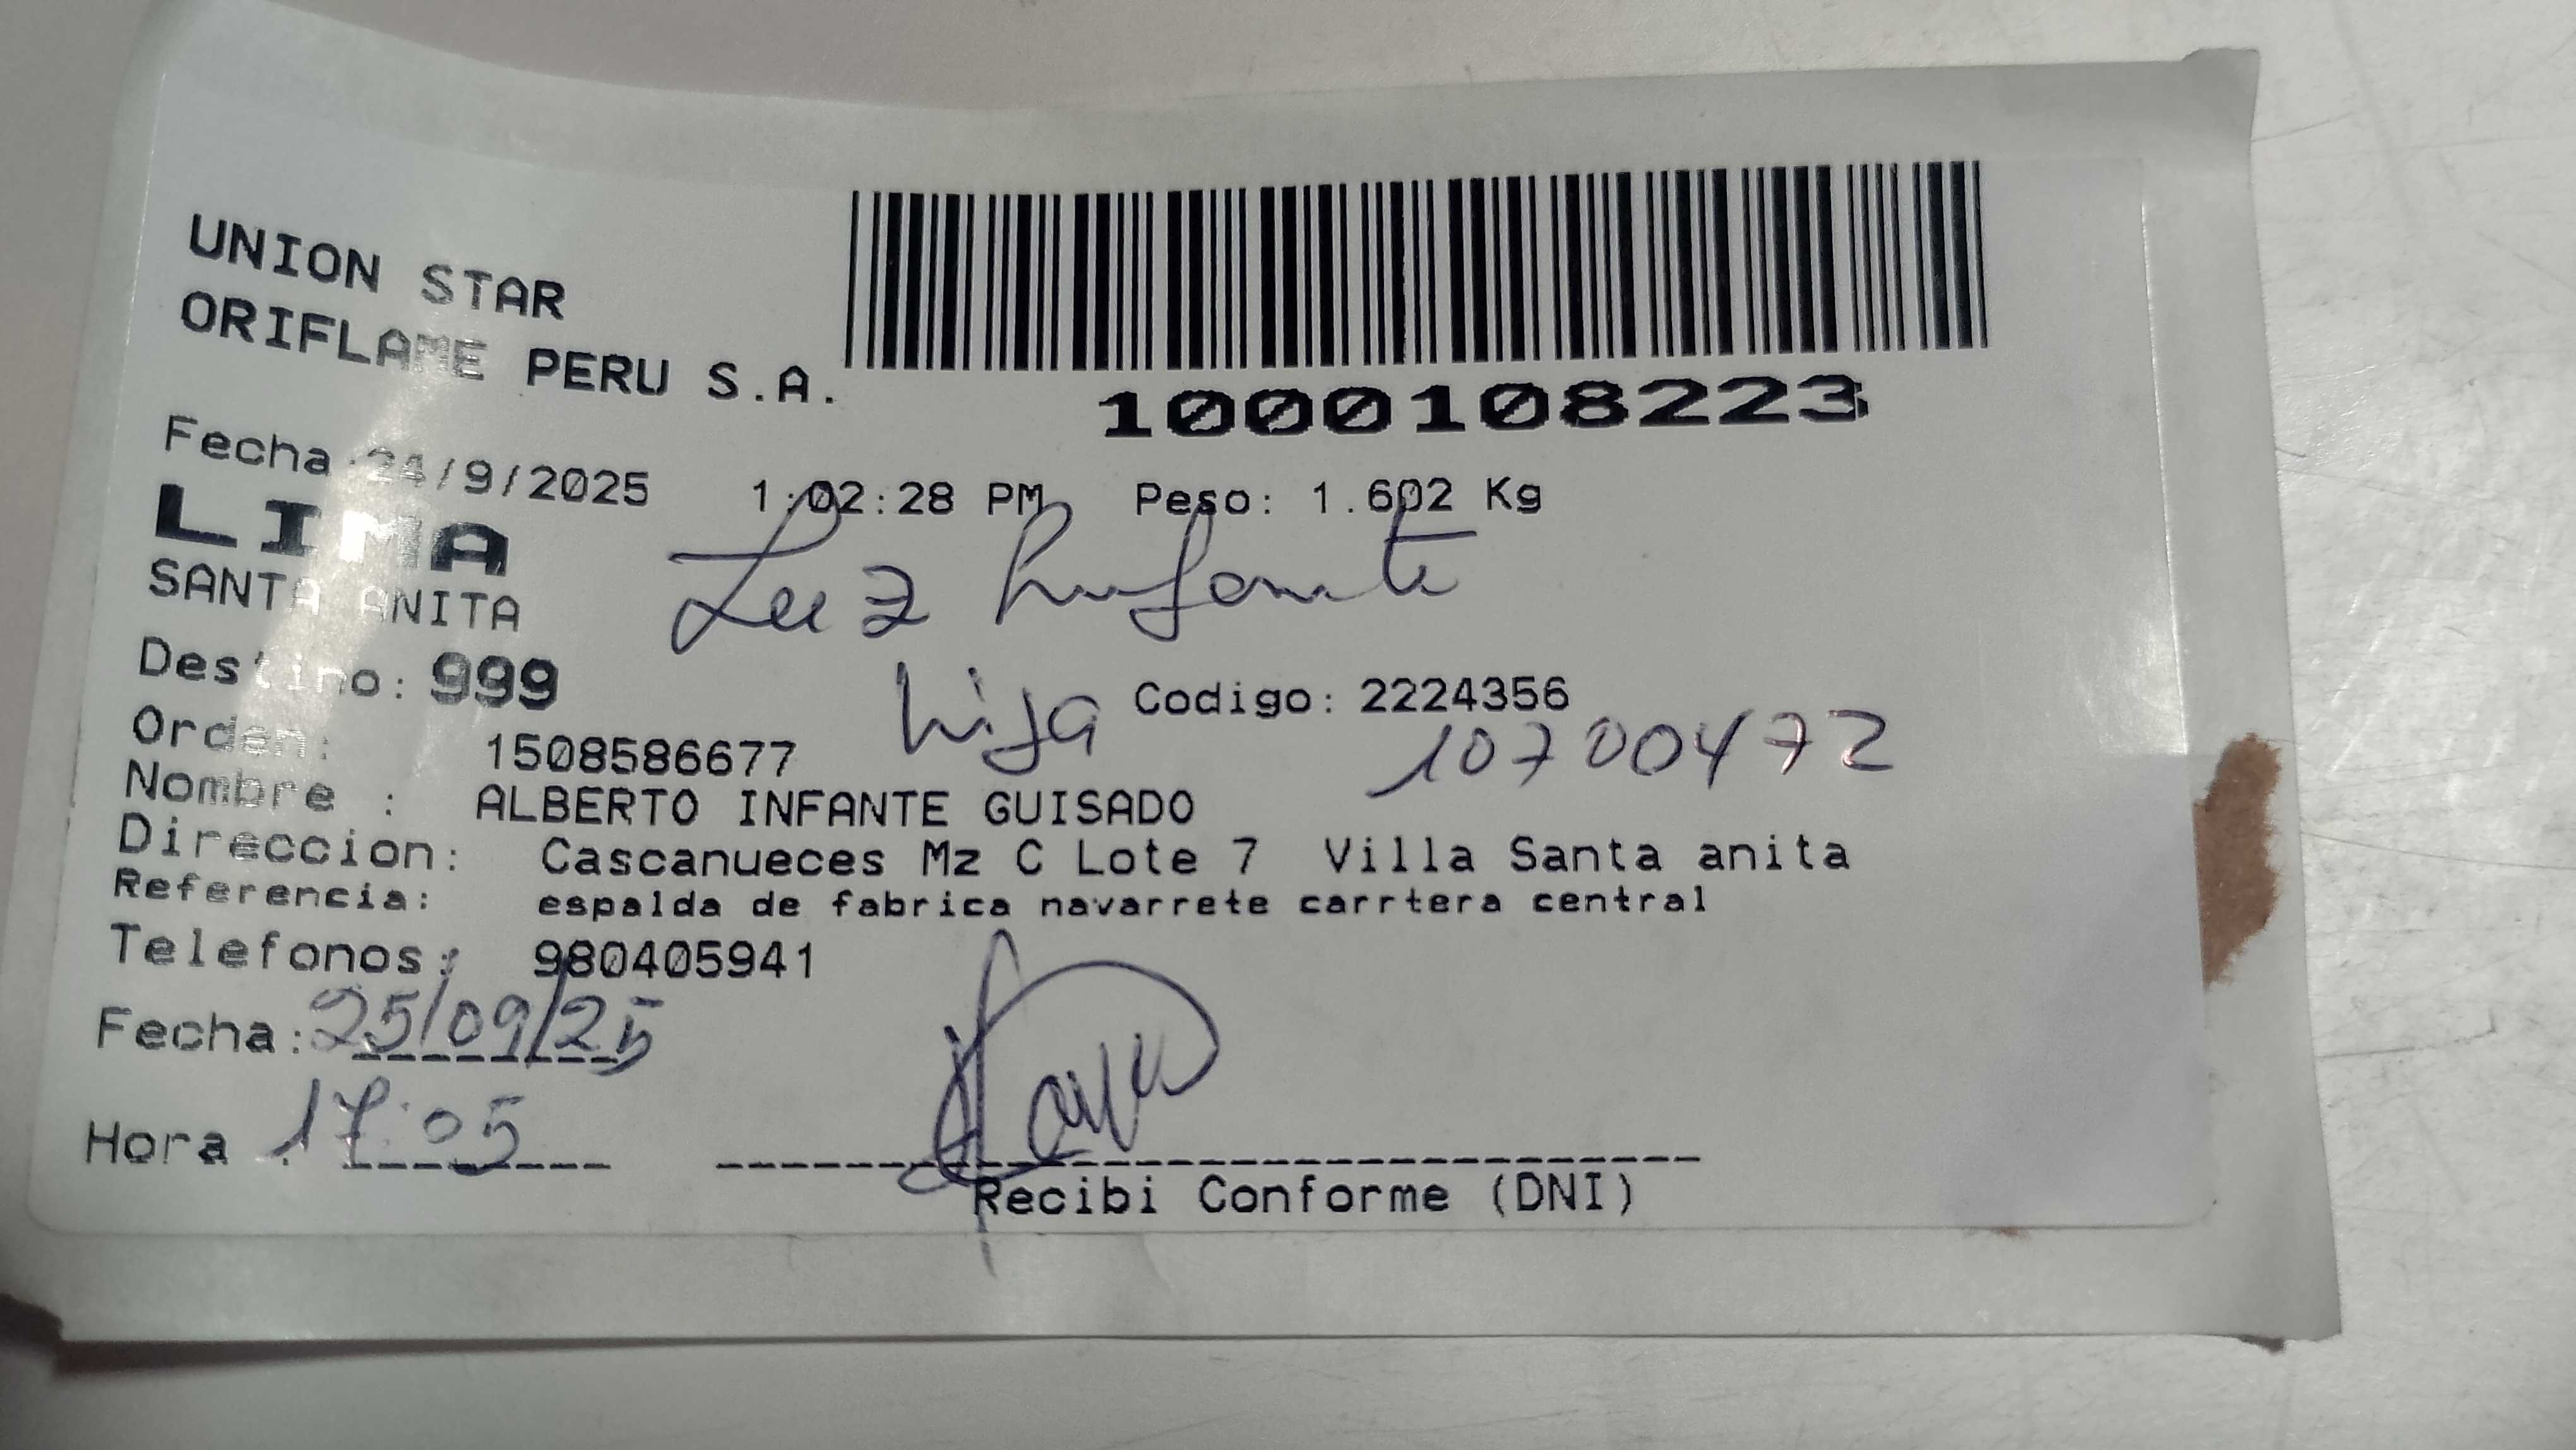 UNION STAR
ORIFLAME PERU S.A.
1000108223
Fecha 24/9/2025 1:02:28 PM Peso: 1.602 Kg
LIMA
SANTA ANITA
Luz Infante
Destino: 999
hija Codigo: 2224356
Orden: 1508586677
10700472
Nombre : ALBERTO INFANTE GUISADO
Direccion: Cascanueces Mz C Lote 7 Villa Santa anita
Referencia: espalda de fabrica navarrete carrtera central
Telefonos: 980405941
Fecha: 25/09/25
Hora : 17:05
Recibi Conforme (DNI)